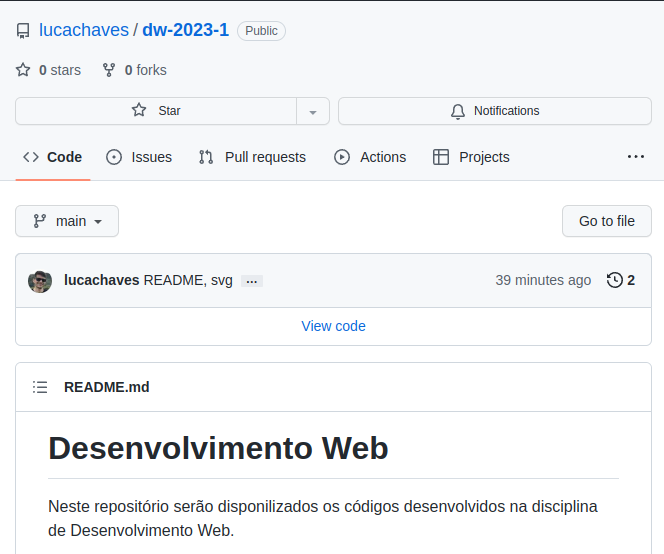 lucachaves / dw-2023-1 Public
0 stars 0 forks
Star Notifications
Code Issues Pull requests Actions Projects ...
main Go to file
lucachaves README, svg ... 39 minutes ago 2
View code
README.md
Desenvolvimento Web
Neste repositório serão disponilizados os códigos desenvolvidos na disciplina
de Desenvolvimento Web.